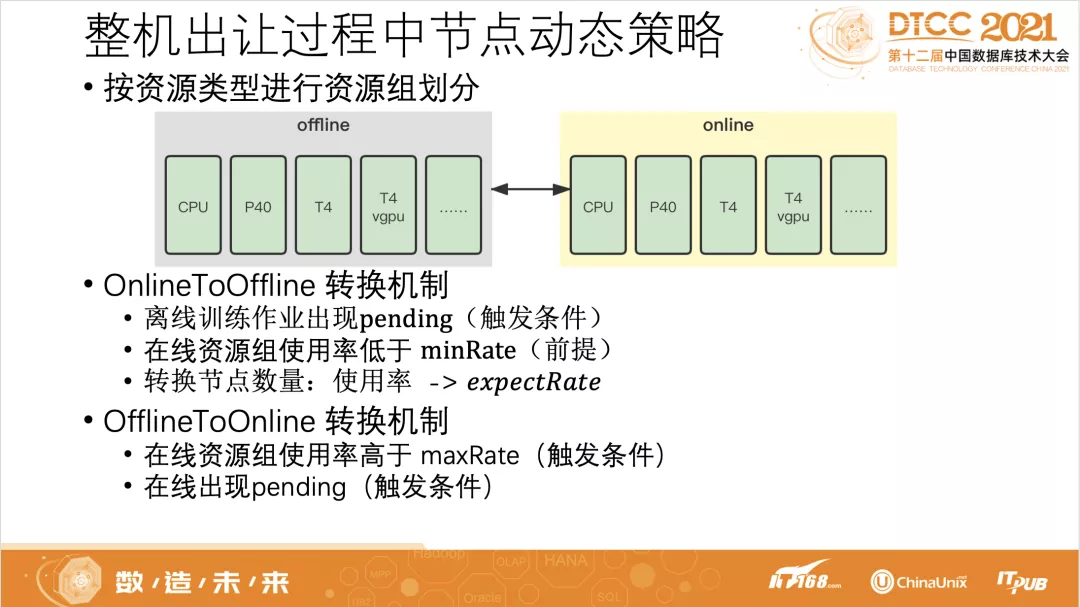 整机出让过程中节点动态策略
DTCC 2021
第十二届中国数据库技术大会
DATABASE TECHNOLOGY CONFERENCE CHINA 2021
• 按资源类型进行资源组划分
offline
CPU
P40
T4
T4
vgpu
......
online
CPU
P40
T4
T4
vgpu
......
• OnlineToOffline 转换机制
• 离线训练作业出现pending（触发条件）
• 在线资源组使用率低于 minRate（前提）
• 转换节点数量：使用率 -> expectRate
• OfflineToOnline 转换机制
• 在线资源组使用率高于 maxRate（触发条件）
• 在线出现pending（触发条件）
数/造/未/来
Hadoop
MPP
OLAP
HANA
Oracle
SQL
IT168.com
ChinaUnix.net
ITPUB